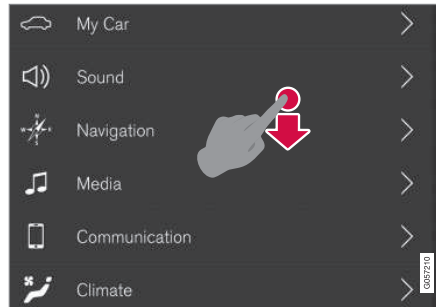 My Car
Sound
Navigation
Media
Communication
Climate
G057210